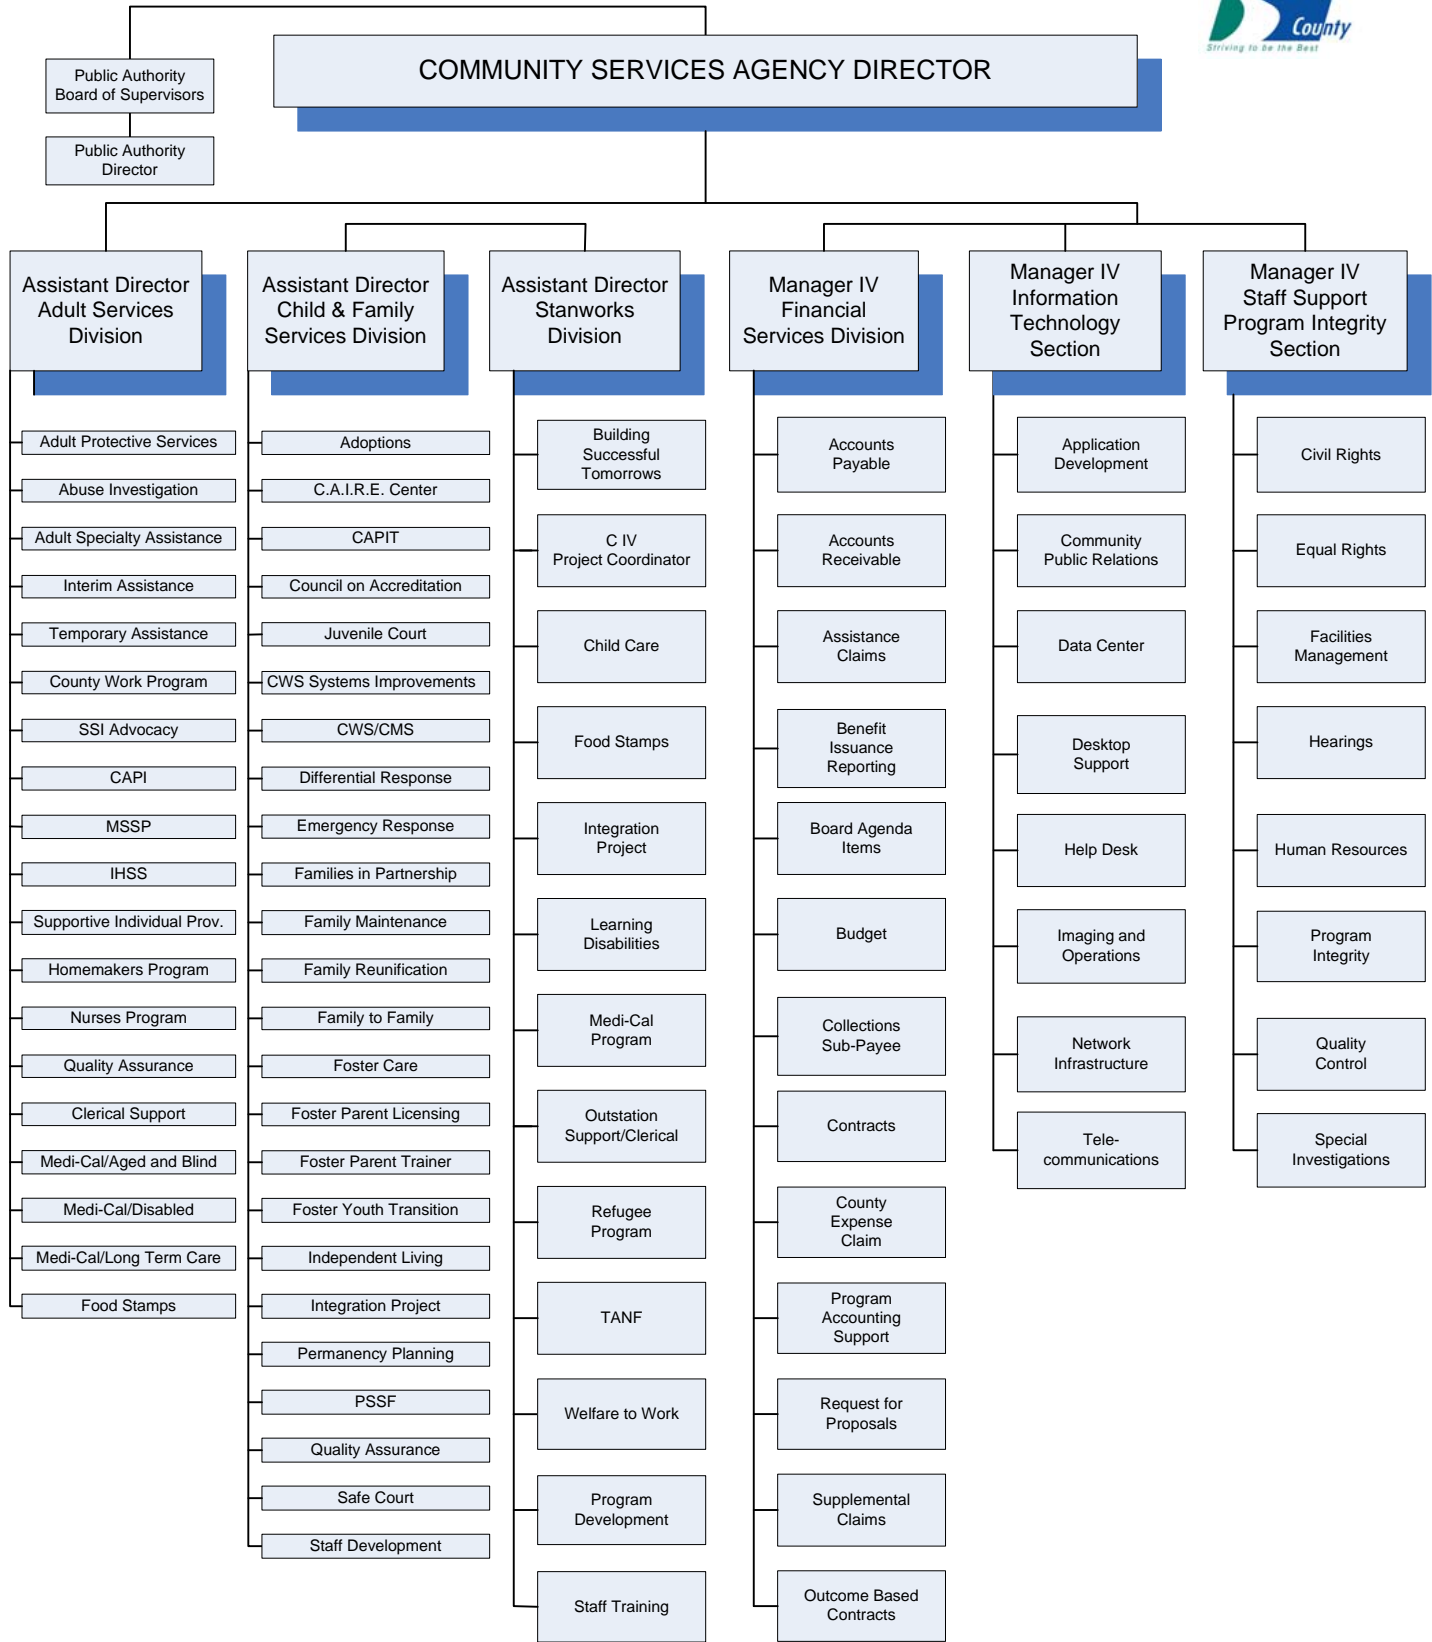 County
Striving to be the Best
COMMUNITY SERVICES AGENCY DIRECTOR
Public Authority
Board of Supervisors
Public Authority
Director
Assistant Director
Adult Services
Division
Adult Protective Services
Abuse Investigation
Adult Specialty Assistance
Interim Assistance
Temporary Assistance
County Work Program
SSI Advocacy
CAPI
MSSP
IHSS
Supportive Individual Prov.
Homemakers Program
Nurses Program
Quality Assurance
Clerical Support
Medi-Cal/Aged and Blind
Medi-Cal/Disabled
Medi-Cal/Long Term Care
Food Stamps
Assistant Director
Child & Family
Services Division
Adoptions
C.A.I.R.E. Center
CAPIT
Council on Accreditation
Juvenile Court
CWS Systems Improvements
CWS/CMS
Differential Response
Emergency Response
Families in Partnership
Family Maintenance
Family Reunification
Family to Family
Foster Care
Foster Parent Licensing
Foster Parent Trainer
Foster Youth Transition
Independent Living
Integration Project
Permanency Planning
PSSF
Quality Assurance
Safe Court
Staff Development
Assistant Director
Stanworks
Division
Building
Successful
Tomorrows
C IV
Project Coordinator
Child Care
Food Stamps
Integration
Project
Learning
Disabilities
Medi-Cal
Program
Outstation
Support/Clerical
Refugee
Program
TANF
Welfare to Work
Program
Development
Staff Training
Manager IV
Financial
Services Division
Accounts
Payable
Accounts
Receivable
Assistance
Claims
Benefit
Issuance
Reporting
Board Agenda
Items
Budget
Collections
Sub-Payee
Contracts
County
Expense
Claim
Program
Accounting
Support
Request for
Proposals
Supplemental
Claims
Outcome Based
Contracts
Manager IV
Information
Technology
Section
Application
Development
Community
Public Relations
Data Center
Desktop
Support
Help Desk
Imaging and
Operations
Network
Infrastructure
Tele-
communications
Manager IV
Staff Support
Program Integrity
Section
Civil Rights
Equal Rights
Facilities
Management
Hearings
Human Resources
Program
Integrity
Quality
Control
Special
Investigations